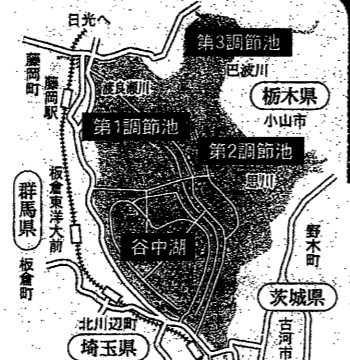 日光へ
第3調節池
藤岡町
巴波川
藤岡駅
渡良瀬川
栃木県
小山市
第1調節池
第2調節池
思川
群馬県
板倉東洋大前
谷中湖
野木町
板倉町
茨城県
北川辺町
古河市
埼玉県